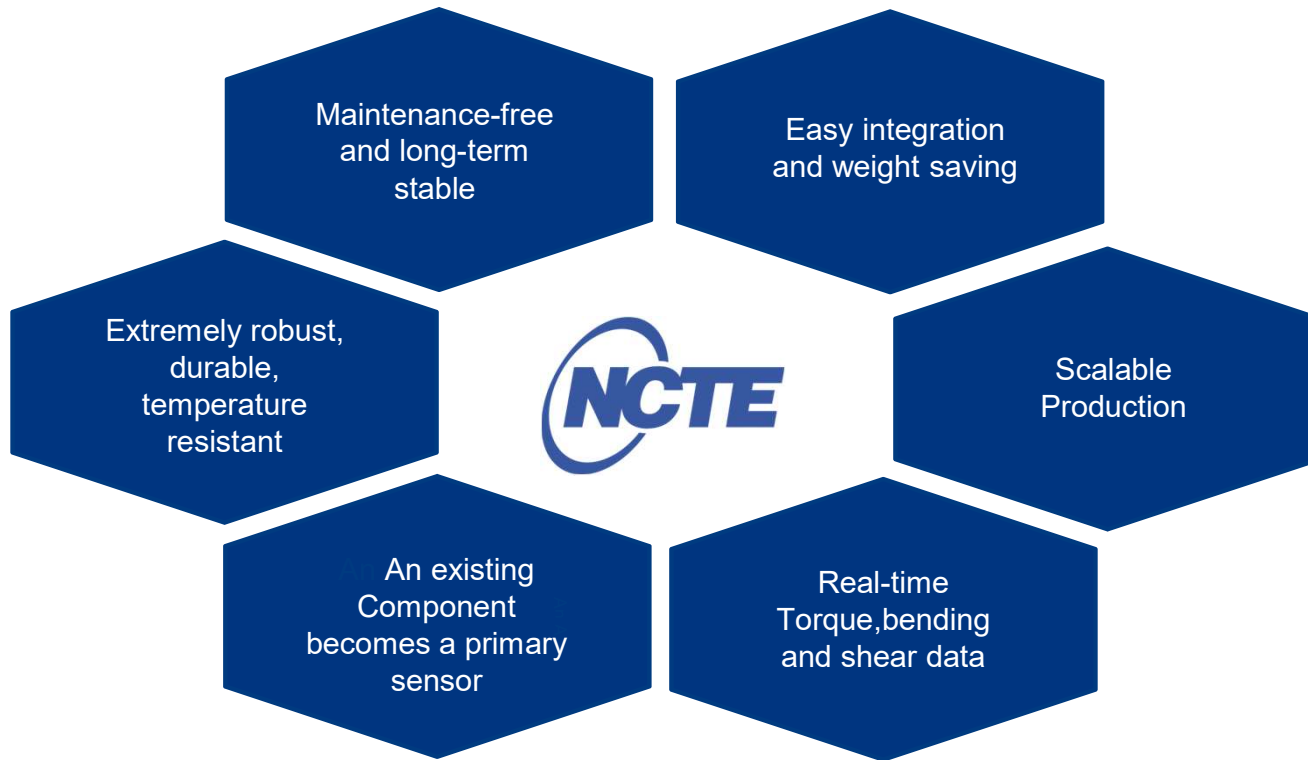 Maintenance-free
and long-term
stable
Easy integration
and weight saving
Extremely robust,
durable,
temperature
resistant
NCTE
Scalable
Production
An An existing
Component
becomes a primary
sensor
Real-time
Torque,bending
and shear data